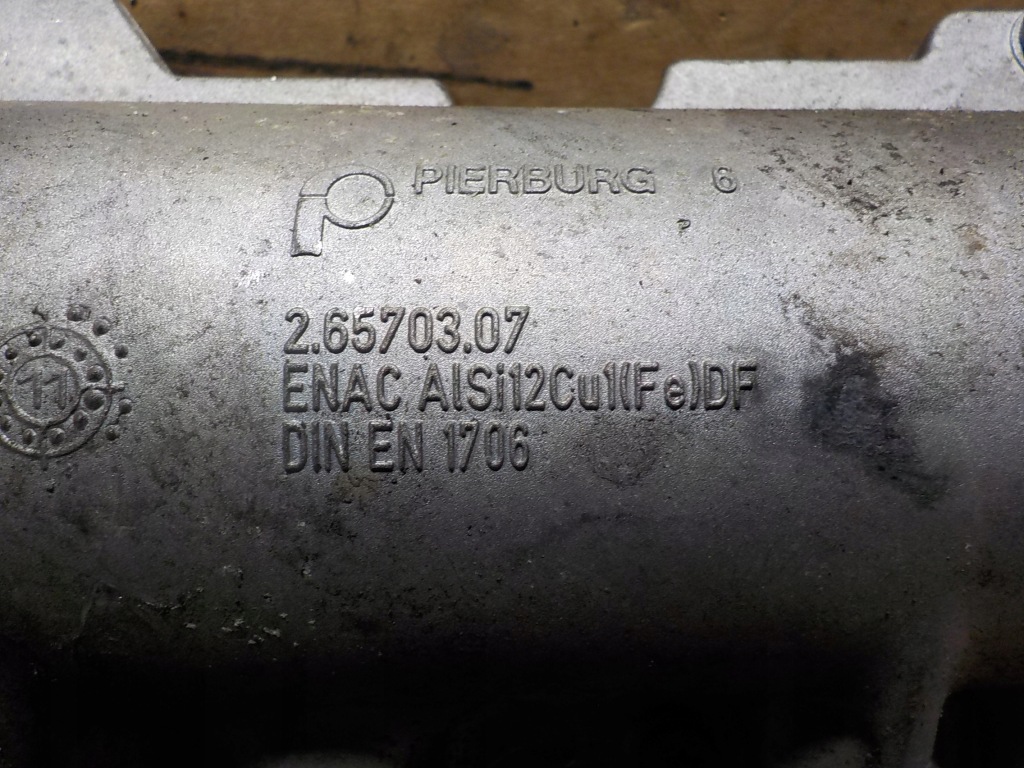 PIERBURG 6
P
2.65703.07
ENAC AlSi12Cu1(Fe)DF
DIN EN 1706
11